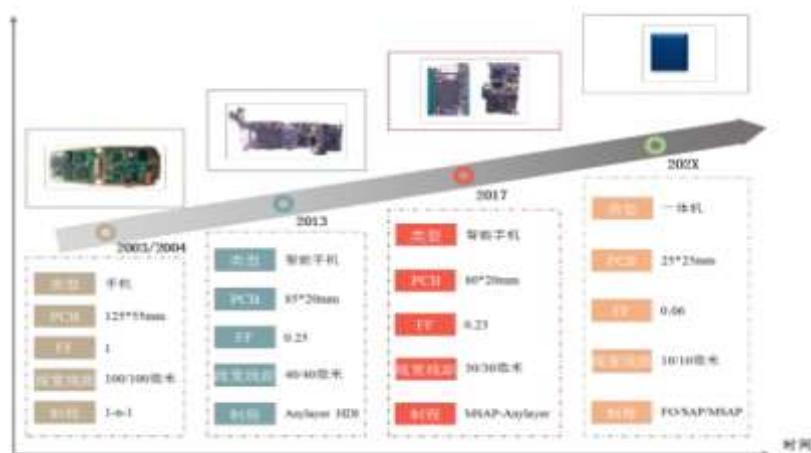 2003/2004
类型 手机
PCB 125*55mm
FF 1
线宽线距 100/100微米
制程 1-n-1
2013
类型 智能手机
PCB 85*20mm
FF 0.25
线宽线距 40/40微米
制程 Anylayer HDI
2017
类型 智能手机
PCB 60*20mm
FF 0.23
线宽线距 30/30微米
制程 MSAP-Anylayer
202X
类型 一体机
PCB 25*25mm
FF 0.06
线宽线距 10/10微米
制程 FO/SAP/MSAP
时间